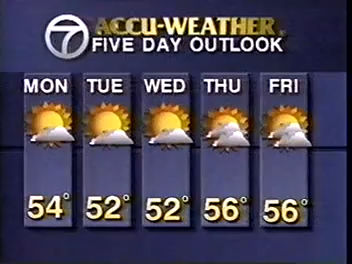 7 ACCU-WEATHER
FIVE DAY OUTLOOK
MON TUE WED THU FRI
54° 52° 52° 56° 56°